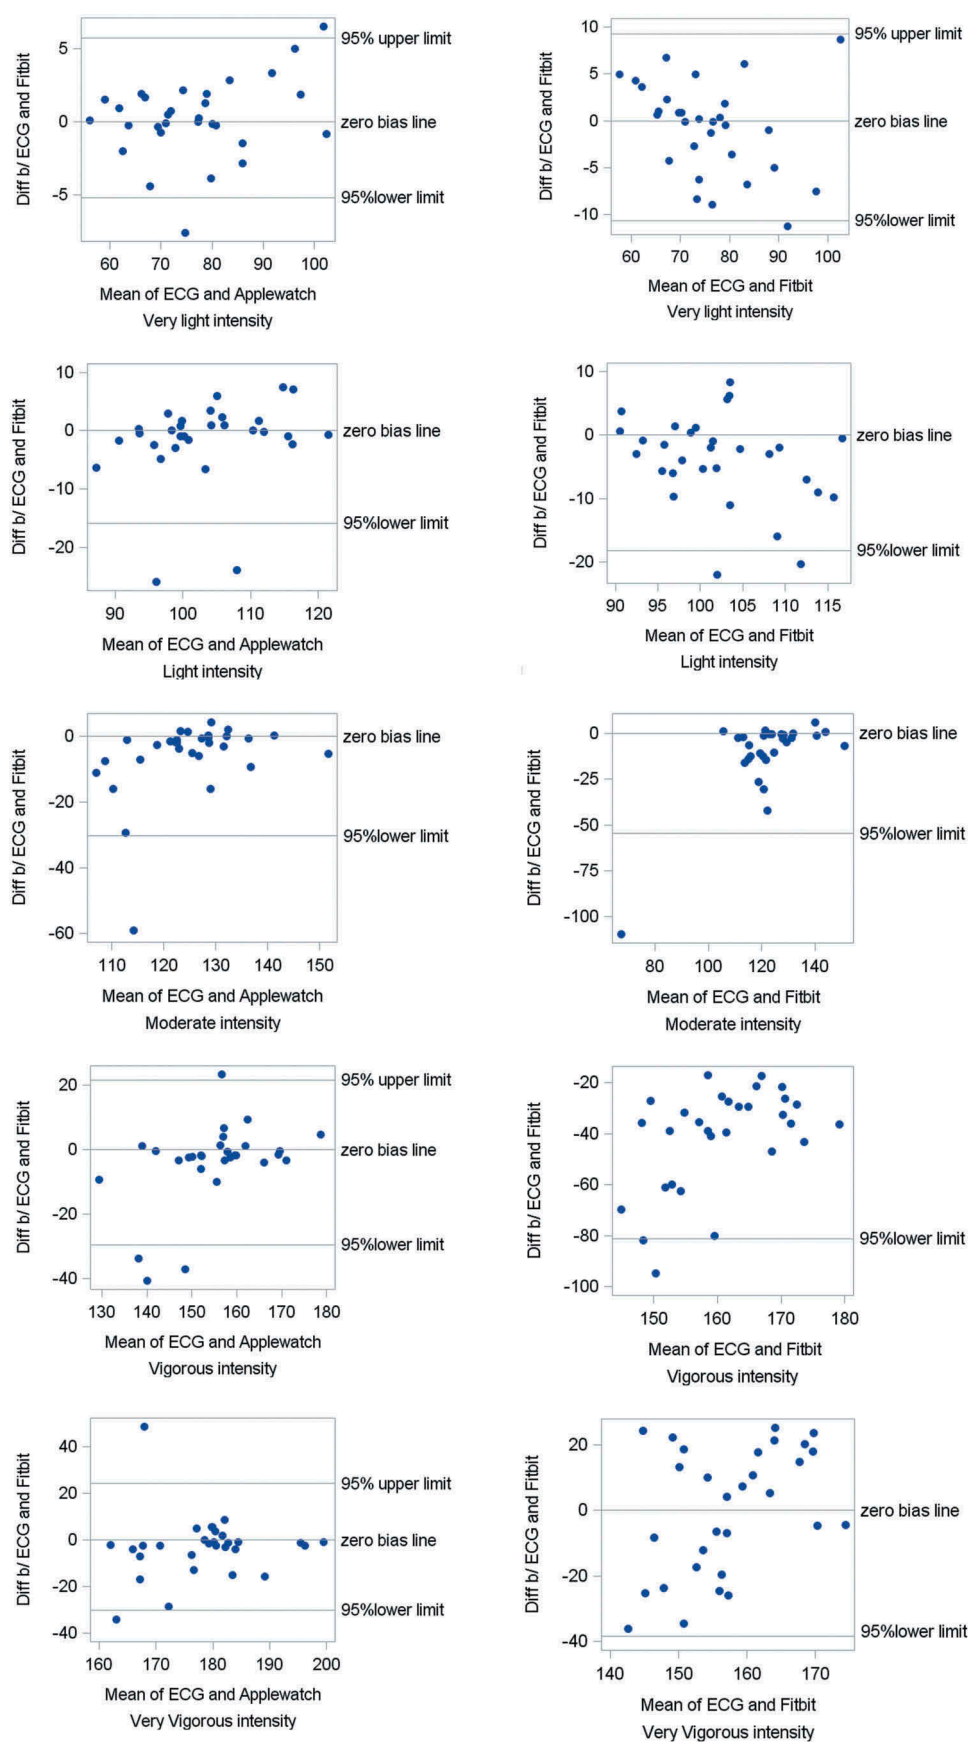 Diff b/ ECG and Fitbit
5
0
-5
95% upper limit
zero bias line
95%lower limit
60 70 80 90 100
Mean of ECG and Applewatch
Very light intensity
Diff b/ ECG and Fitbit
10
5
0
-5
-10
95% upper limit
zero bias line
95%lower limit
60 70 80 90 100
Mean of ECG and Fitbit
Very light intensity
Diff b/ ECG and Fitbit
10
0
-10
-20
zero bias line
95%lower limit
90 100 110 120
Mean of ECG and Applewatch
Light intensity
Diff b/ ECG and Fitbit
10
0
-10
-20
zero bias line
95%lower limit
90 95 100 105 110 115
Mean of ECG and Fitbit
Light intensity
Diff b/ ECG and Fitbit
0
-20
-40
-60
zero bias line
95%lower limit
110 120 130 140 150
Mean of ECG and Applewatch
Moderate intensity
Diff b/ ECG and Fitbit
0
-25
-50
-75
-100
zero bias line
95%lower limit
80 100 120 140
Mean of ECG and Fitbit
Moderate intensity
Diff b/ ECG and Fitbit
20
0
-20
-40
95% upper limit
zero bias line
95%lower limit
130 140 150 160 170 180
Mean of ECG and Applewatch
Vigorous intensity
Diff b/ ECG and Fitbit
-20
-40
-60
-80
-100
95%lower limit
150 160 170 180
Mean of ECG and Fitbit
Vigorous intensity
Diff b/ ECG and Fitbit
40
20
0
-20
-40
95% upper limit
zero bias line
95%lower limit
160 170 180 190 200
Mean of ECG and Applewatch
Very Vigorous intensity
Diff b/ ECG and Fitbit
20
0
-20
-40
zero bias line
95%lower limit
140 150 160 170
Mean of ECG and Fitbit
Very Vigorous intensity